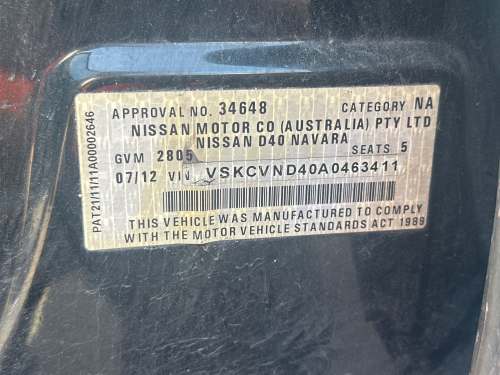 APPROVAL NO. 34648 CATEGORY NA
NISSAN MOTOR CO (AUSTRALIA) PTY LTD
NISSAN D40 NAVARA
GVM 2805 SEATS 5
07/12 VIN VSKCVND40A0463411
THIS VEHICLE WAS MANUFACTURED TO COMPLY
WITH THE MOTOR VEHICLE STANDARDS ACT 1989
PAT21/11/11A00002646